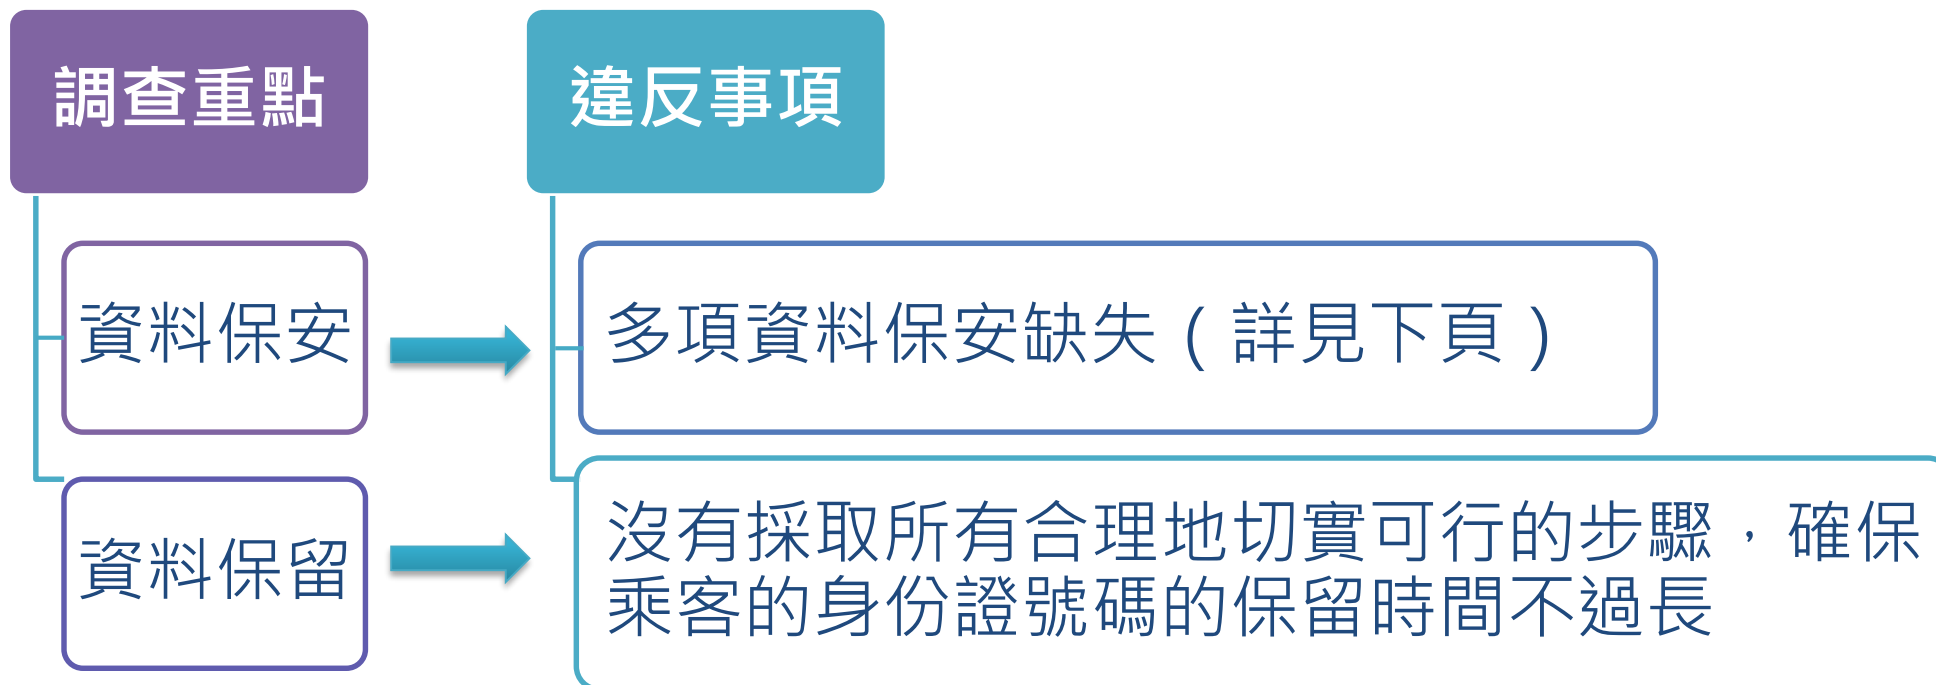 調查重點
違反事項
資料保安
多項資料保安缺失(詳見下頁)
資料保留
沒有採取所有合理地切實可行的步驟，確保
乘客的身份證號碼的保留時間不過長